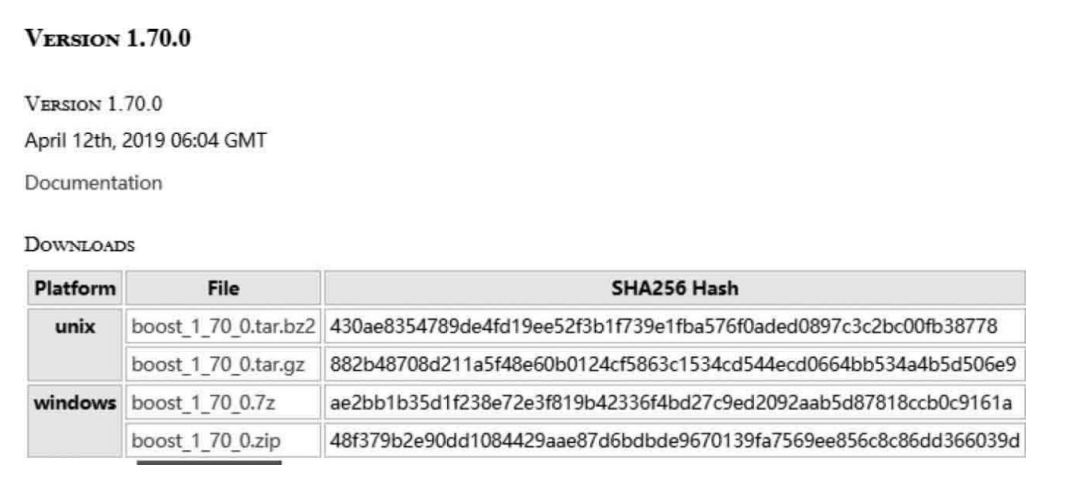 Version 1.70.0
Version 1.70.0
April 12th, 2019 06:04 GMT
Documentation
Downloads
Platform File SHA256 Hash
unix boost_1_70_0.tar.bz2 430ae8354789de4fd19ee52f3b1f739e1fba576f0aded0897c3c2bc00fb38778
boost_1_70_0.tar.gz 882b48708d211a5f48e60b0124cf5863c1534cd544ecd0664bb534a4b5d506e9
windows boost_1_70_0.7z ae2bb1b35d1f238e72e3f819b42336f4bd27c9ed2092aab5d87818ccb0c9161a
boost_1_70_0.zip 48f379b2e90dd1084429aae87d6bdbde9670139fa7569ee856c8c86dd366039d